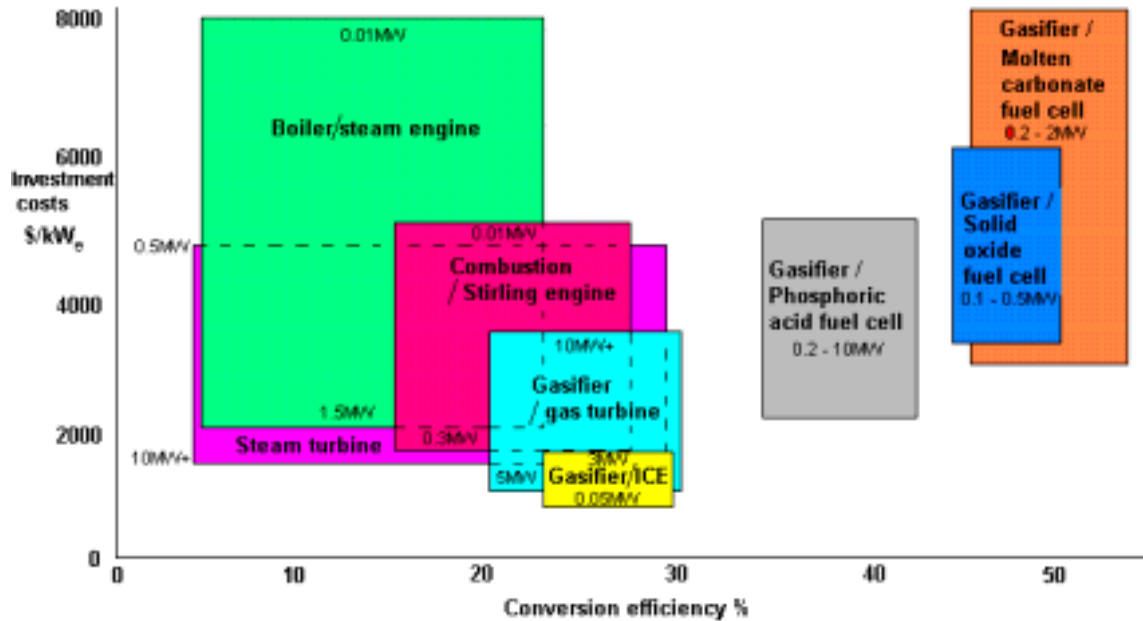 8000
0.01MW
Gasifier /
Molten
carbonate
fuel cell
0.2 - 2MW
Boiler/steam engine
6000
Investment
costs
$/kWe
Gasifier /
Solid
oxide
fuel cell
0.1 - 0.5MW
0.01MW
0.5MW
Combustion
/ Stirling engine
Gasifier /
Phosphoric
acid fuel cell
0.2 - 10MW
4000
10MW+
Gasifier
/ gas turbine
1.5MW
2000
0.3MW
Steam turbine
10MW+
3MW
5MW
Gasifier/ICE
0.05MW
0
0
10
20
30
40
50
Conversion efficiency %